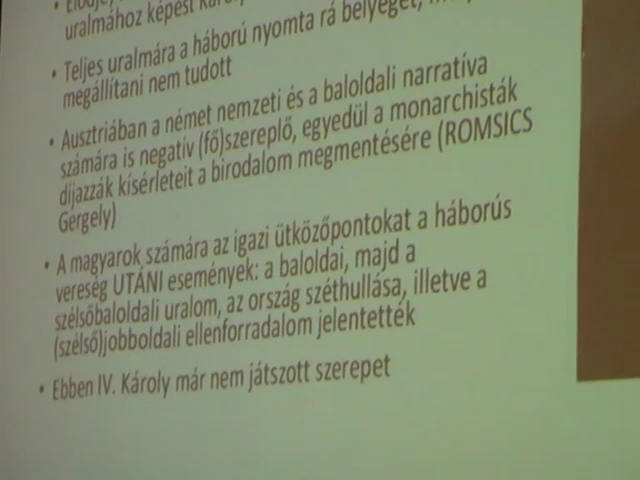 uralmához képest Károly
• Teljes uralmára a háború nyomta rá bélyegét,
megállítani nem tudott
• Ausztriában a német nemzeti és a baloldali narratíva
számára is negatív (fő)szereplő, egyedül a monarchisták
díjazzák kísérleteit a birodalom megmentésére (ROMSICS
Gergely)
• A magyarok számára az igazi ütközőpontokat a háborús
vereség UTÁNI események: a baloldai, majd a
szélsőbaloldali uralom, az ország széthullása, illetve a
(szélső)jobboldali ellenforradalom jelentették
• Ebben IV. Károly már nem játszott szerepet